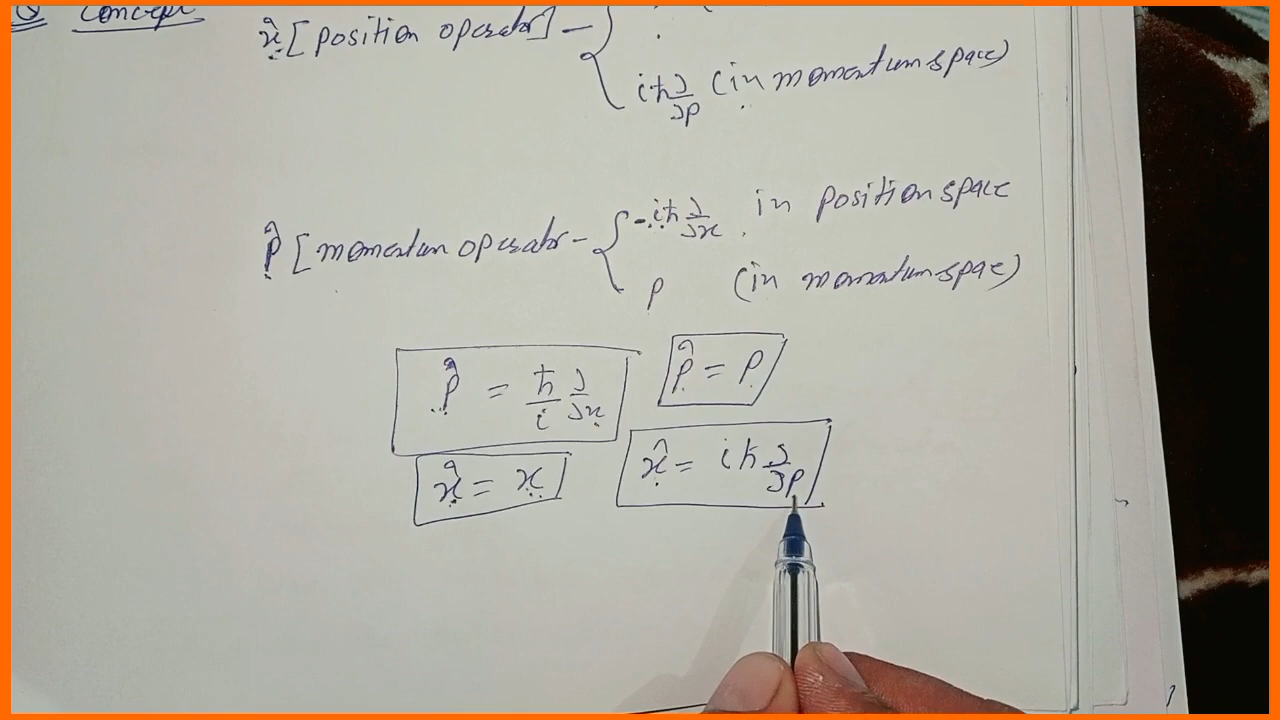 Concept
x̂ [position operator] - {
iħ ∂/∂p (in momentum space)
p̂ [momentum operator - { -iħ ∂/∂x in position space
p (in momentum space)
p̂ = ħ/i ∂/∂x
p̂ = p
x̂ = x
x̂ = iħ ∂/∂p